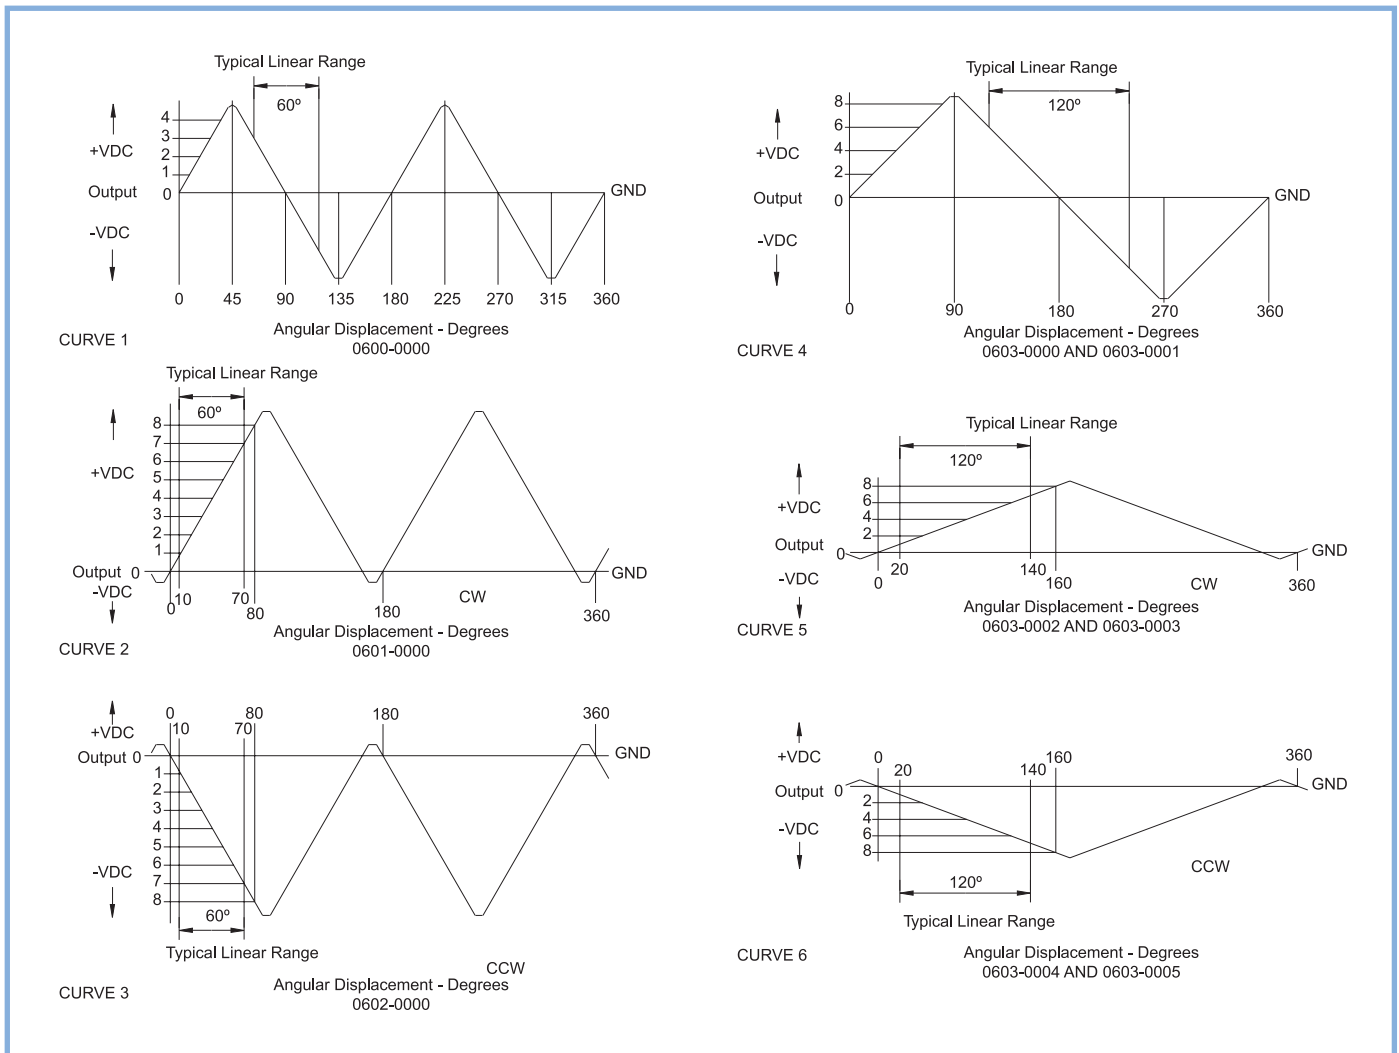 Typical Linear Range
60º
4
3
2
1
0
+VDC
Output
-VDC
GND
0 45 90 135 180 225 270 315 360
Angular Displacement - Degrees
0600-0000
CURVE 1
Typical Linear Range
60º
8
7
6
5
4
3
2
1
+VDC
Output 0
-VDC
GND
0 10 70 80 180 360
CW
Angular Displacement - Degrees
0601-0000
CURVE 2
0 10 70 80 180 360
+VDC
Output 0
GND
1
2
3
4
5
6
7
8
-VDC
60º
Typical Linear Range
CCW
Angular Displacement - Degrees
0602-0000
CURVE 3
Typical Linear Range
120º
8
6
4
2
0
+VDC
Output
-VDC
GND
0 90 180 270 360
Angular Displacement - Degrees
0603-0000 AND 0603-0001
CURVE 4
Typical Linear Range
120º
8
6
4
2
0
+VDC
Output
-VDC
GND
0 20 140 160 360
CW
Angular Displacement - Degrees
0603-0002 AND 0603-0003
CURVE 5
0 20 140 160 360
+VDC
Output 0
GND
2
4
6
8
-VDC
CCW
120º
Typical Linear Range
Angular Displacement - Degrees
0603-0004 AND 0603-0005
CURVE 6